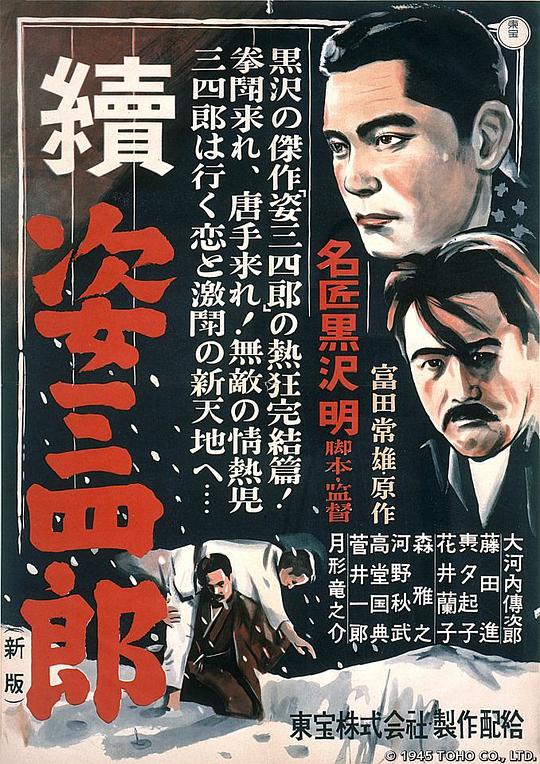 東宝
續
姿三四郎
(新版)
黒沢の傑作「姿三四郎」の熱狂完結篇!
拳鬪来れ、唐手来れ!無敵の情熱児
三四郎は行く恋と激鬪の新天地へ……
名匠黒沢明
脚本・監督
富田常雄・原作
大河内傳次郎
藤田進
轟夕起子
花井蘭子
森雅之
河野秋武
高堂国典
菅井一郎
月形竜之介
東宝株式会社・製作配給
© 1945 TOHO CO., LTD.